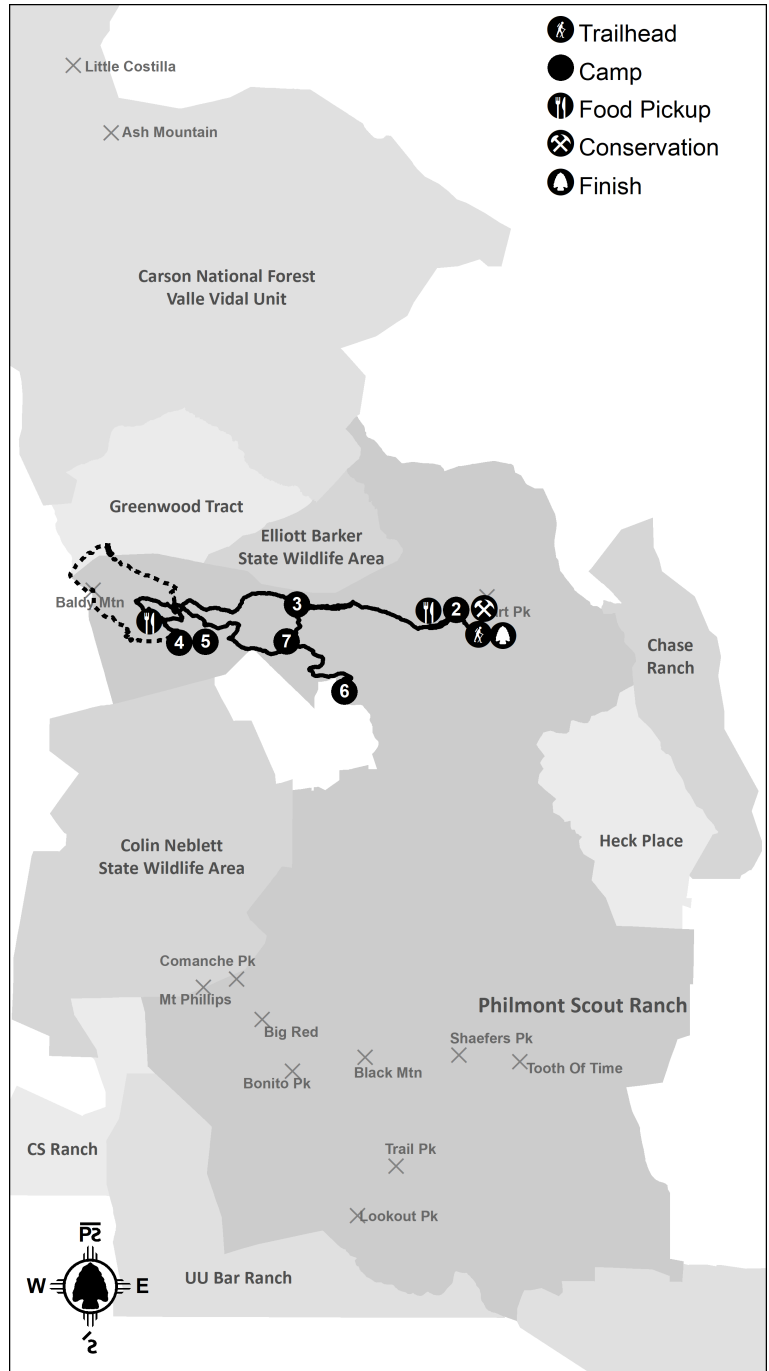 Trailhead
Little Costilla
Camp
Food Pickup
Ash Mountain
Conservation
Finish
Carson National Forest
Valle Vidal Unit
Greenwood Tract
Elliott Barker
State Wildlife Area
Baldy Mtn
3
2
rt Pk
4
5
7
6
Chase
Ranch
Heck Place
Colin Neblett
State Wildlife Area
Comanche Pk
Mt Phillips
Philmont Scout Ranch
Big Red
Shaefers Pk
Black Mtn
Tooth Of Time
Bonito Pk
CS Ranch
Trail Pk
Lookout Pk
UU Bar Ranch
W
E